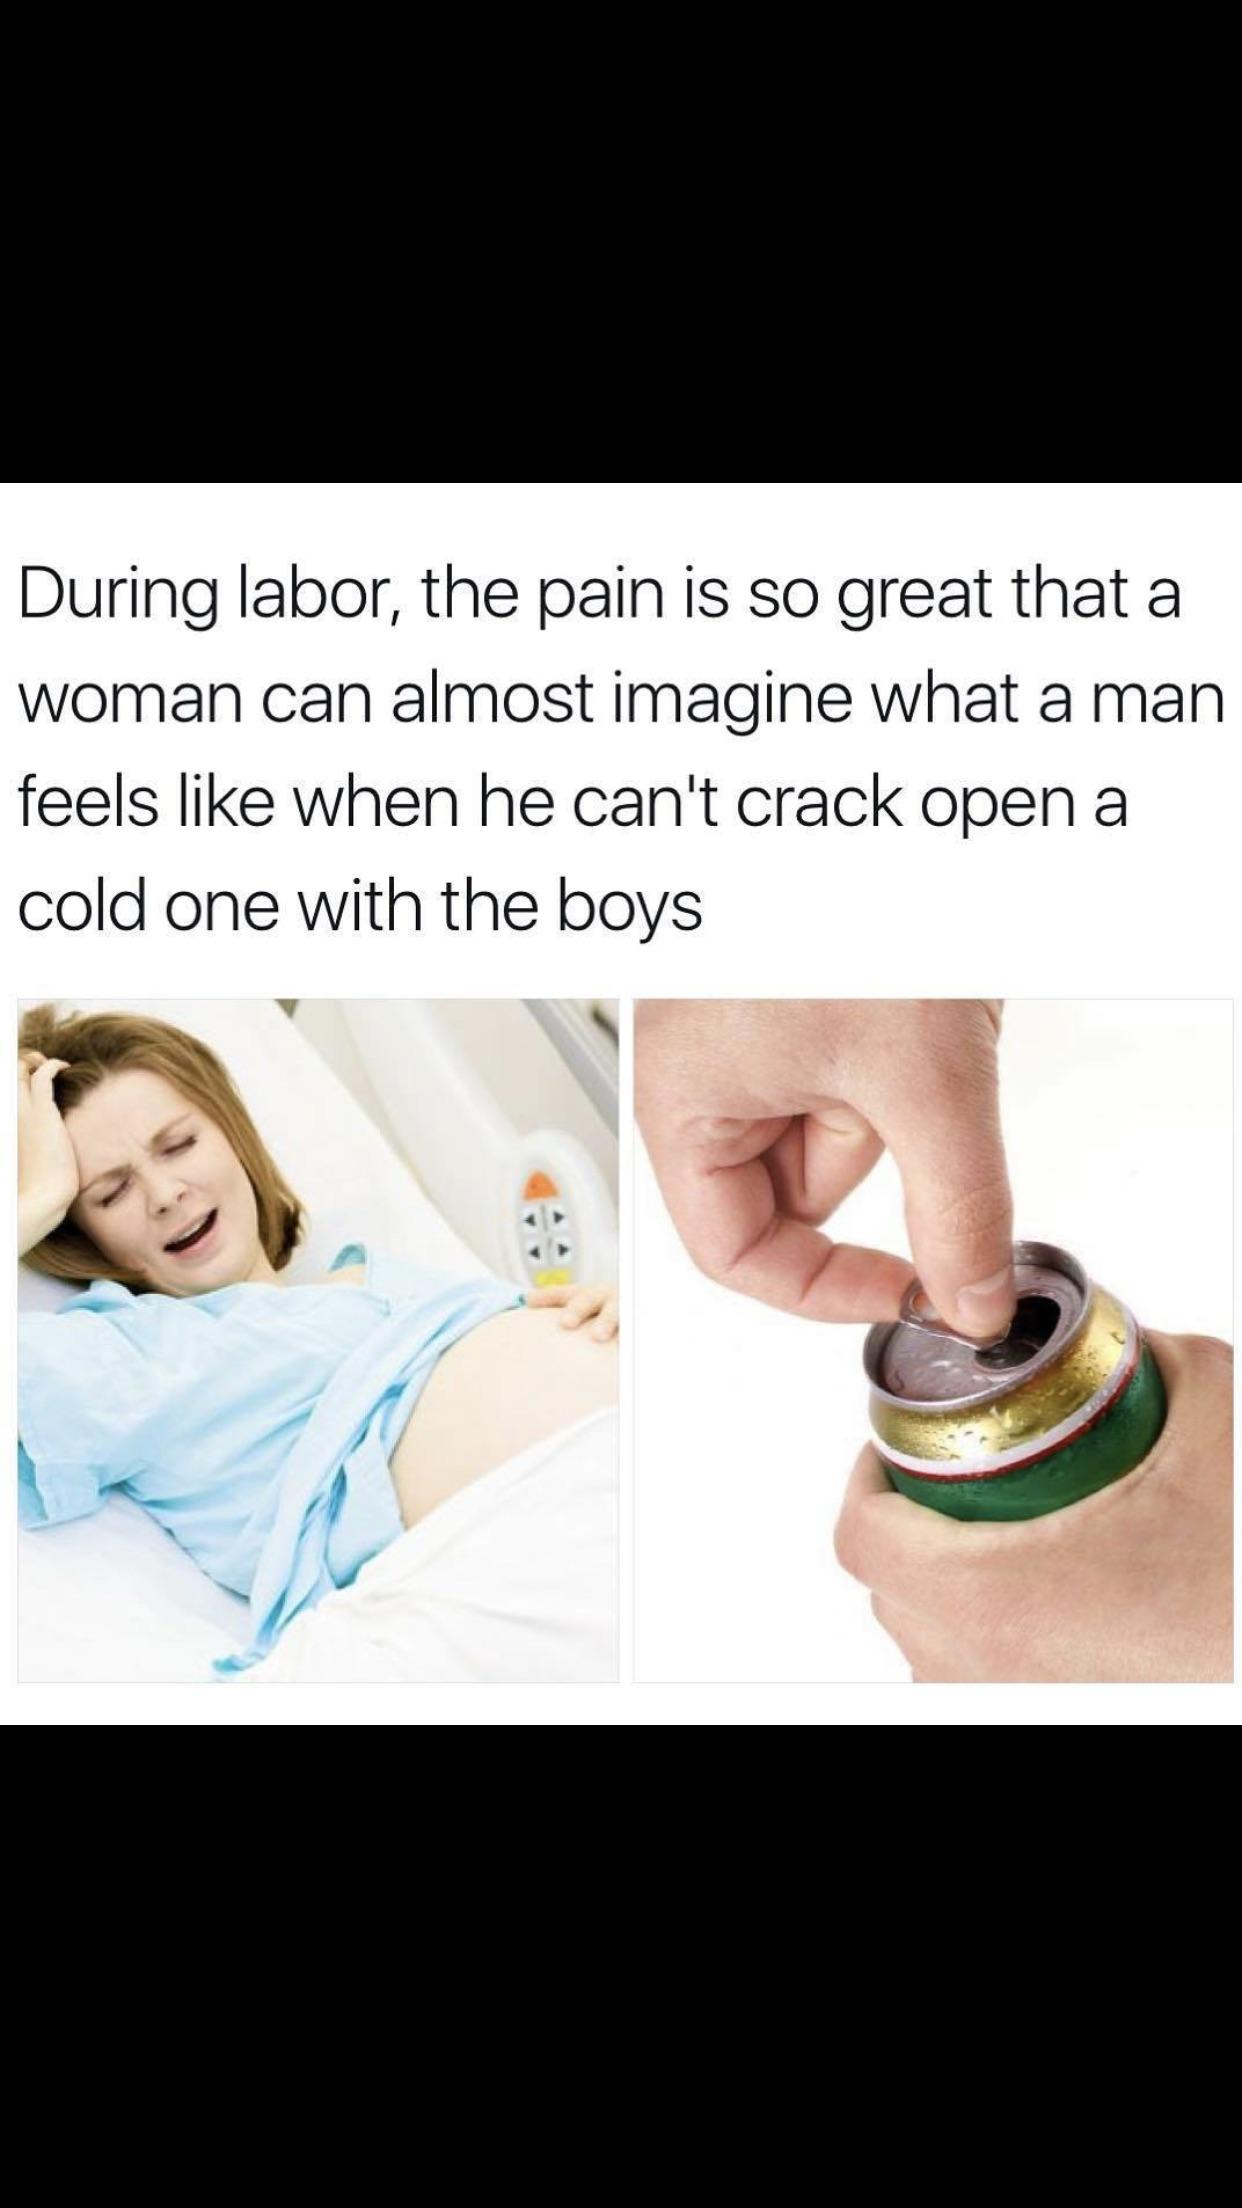 During labor, the pain is so great that a
woman can almost imagine what a man
feels like when he can't crack open a
cold one with the boys